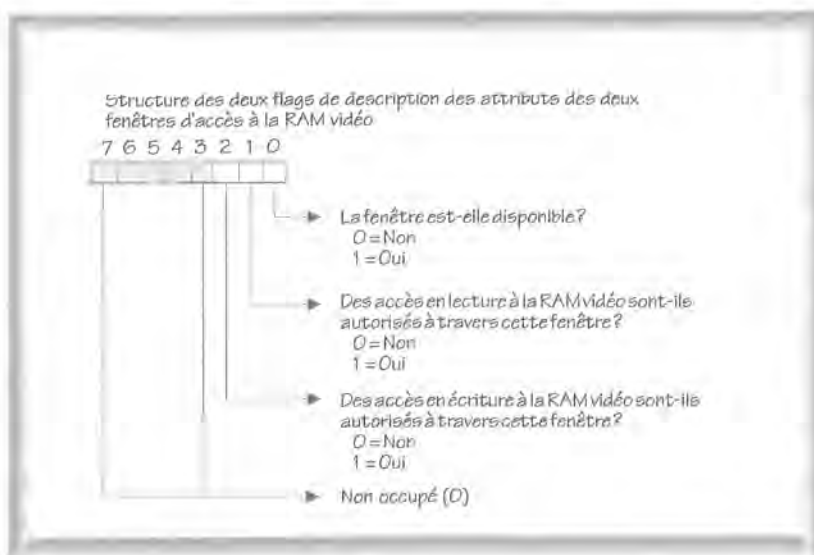 Structure des deux flags de description des attributs des deux
fenêtres d'accès à la RAM vidéo
7 6 5 4 3 2 1 0
La fenêtre est-elle disponible?
0=Non
1=Oui
Des accès en lecture à la RAM vidéo sont-ils
autorisés à travers cette fenêtre?
0=Non
1=Oui
Des accès en écriture à la RAM vidéo sont-ils
autorisés à travers cette fenêtre?
0=Non
1=Oui
Non occupé (0)